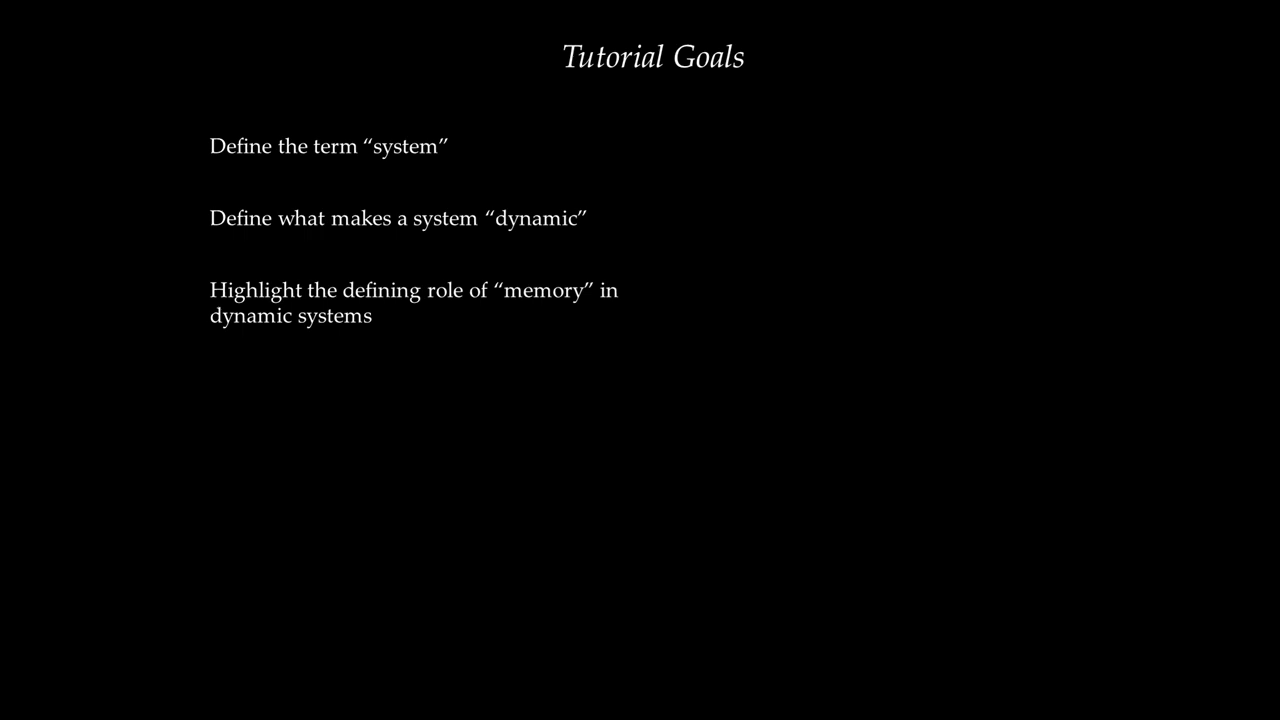 Tutorial Goals
Define the term “system”
Define what makes a system “dynamic”
Highlight the defining role of “memory” in
dynamic systems